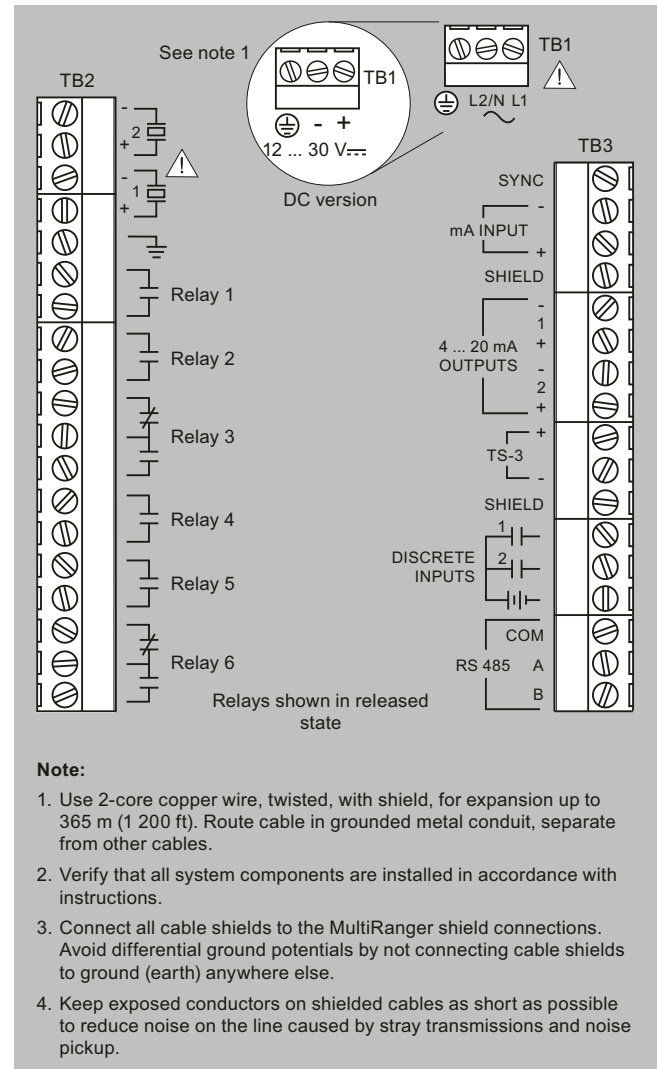 See note 1
TB1
TB1
L2/N L1
- +
12 ... 30 V
DC version
TB2
-
2
+
-
1
+
Relay 1
Relay 2
Relay 3
Relay 4
Relay 5
Relay 6
Relays shown in released
state
TB3
SYNC
-
mA INPUT
+
SHIELD
-
1
4 ... 20 mA +
OUTPUTS -
2
+
+
TS-3
-
SHIELD
1
DISCRETE 2
INPUTS
COM
RS 485 A
B
Note:
1. Use 2-core copper wire, twisted, with shield, for expansion up to
365 m (1 200 ft). Route cable in grounded metal conduit, separate
from other cables.
2. Verify that all system components are installed in accordance with
instructions.
3. Connect all cable shields to the MultiRanger shield connections.
Avoid differential ground potentials by not connecting cable shields
to ground (earth) anywhere else.
4. Keep exposed conductors on shielded cables as short as possible
to reduce noise on the line caused by stray transmissions and noise
pickup.